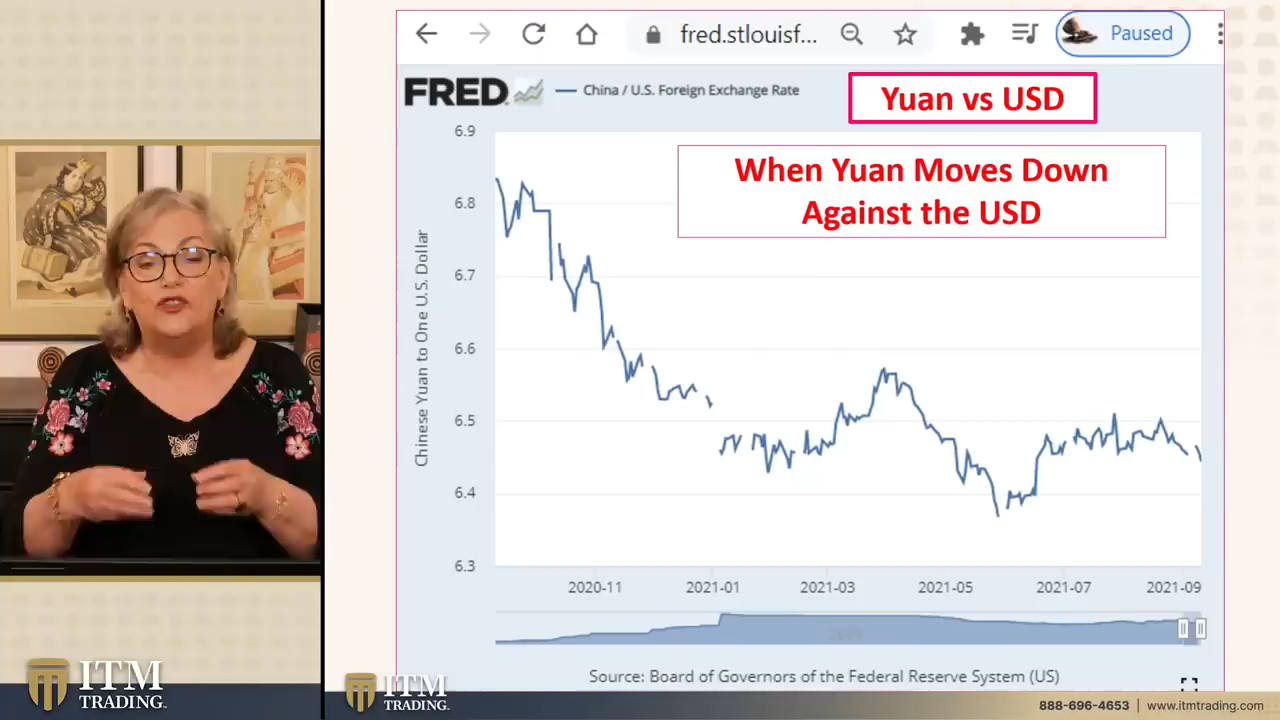 fred.stlouisf...
Paused
FRED
China / U.S. Foreign Exchange Rate
Yuan vs USD
When Yuan Moves Down
Against the USD
Chinese Yuan to One U.S. Dollar
6.9
6.8
6.7
6.6
6.5
6.4
6.3
2020-11
2021-01
2021-03
2021-05
2021-07
2021-09
2000
Source: Board of Governors of the Federal Reserve System (US)
ITM
TRADING.
ITM
TRADING.
888-696-4653 | www.itmtrading.com